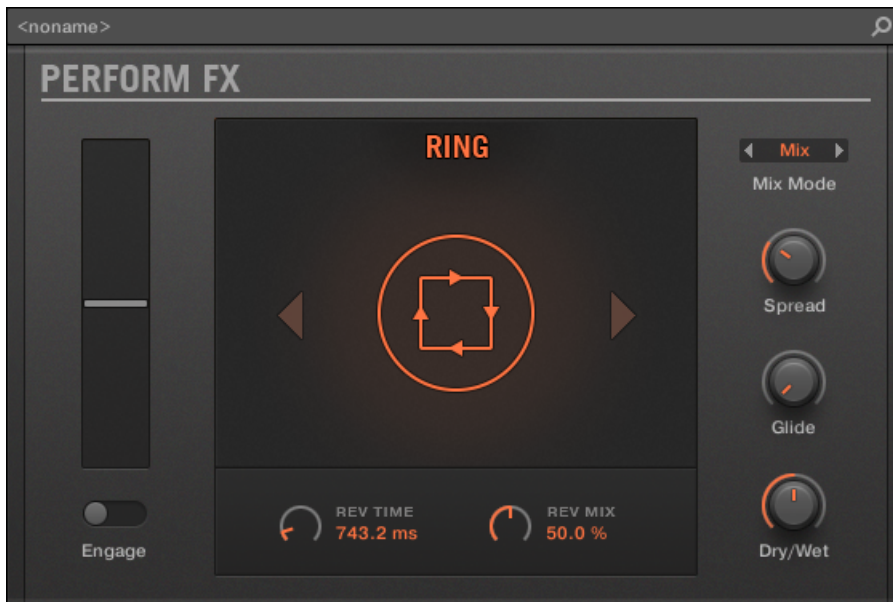 <noname>
PERFORM FX
RING
Mix
Mix Mode
Spread
Glide
REV TIME
743.2 ms
REV MIX
50.0 %
Engage
Dry/Wet